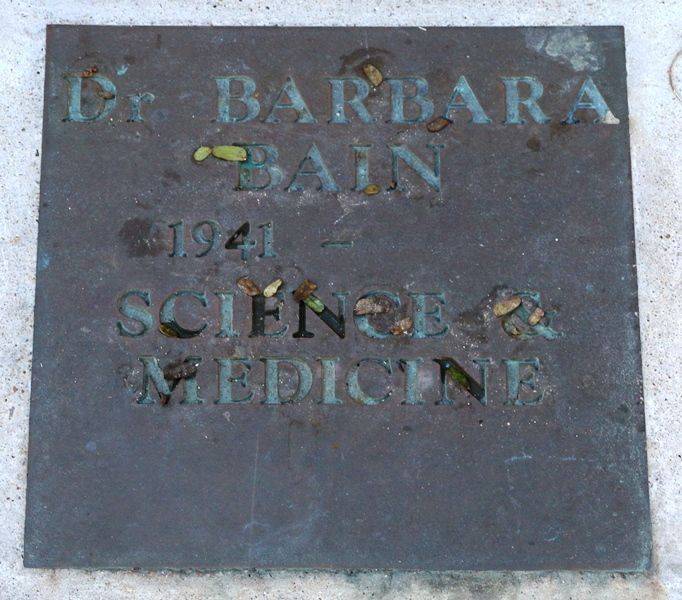 Dr BARBARA
BAIN
1941 –
SCIENCE &
MEDICINE